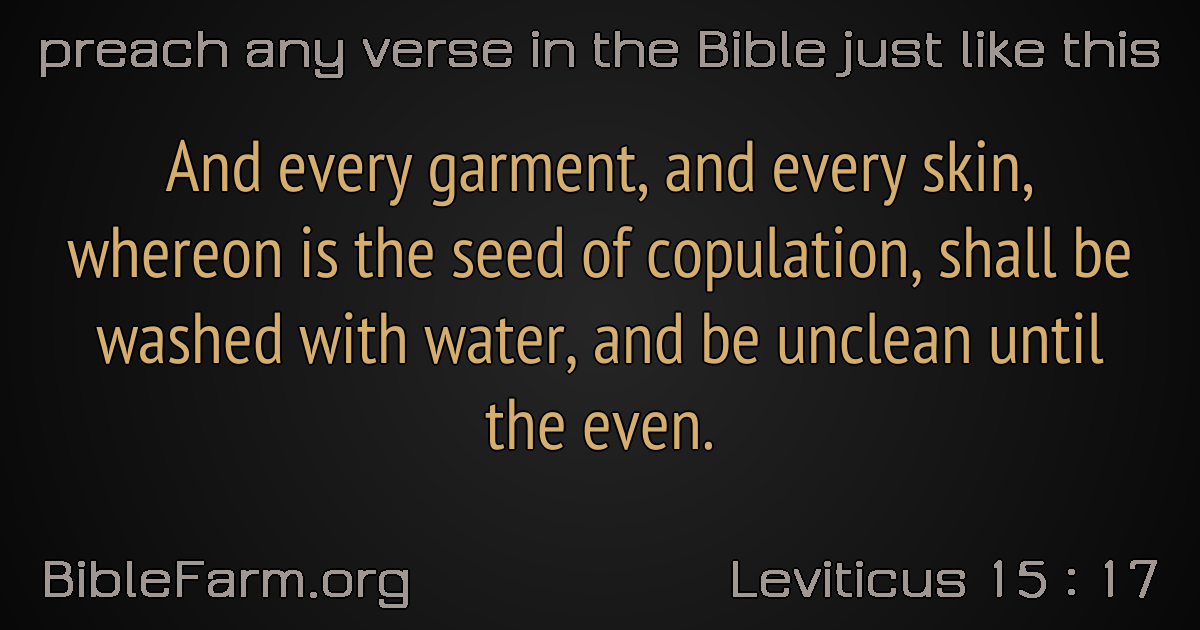 preach any verse in the Bible just like this
And every garment, and every skin,
whereon is the seed of copulation, shall be
washed with water, and be unclean until
the even.
BibleFarm.org
Leviticus 15 : 17